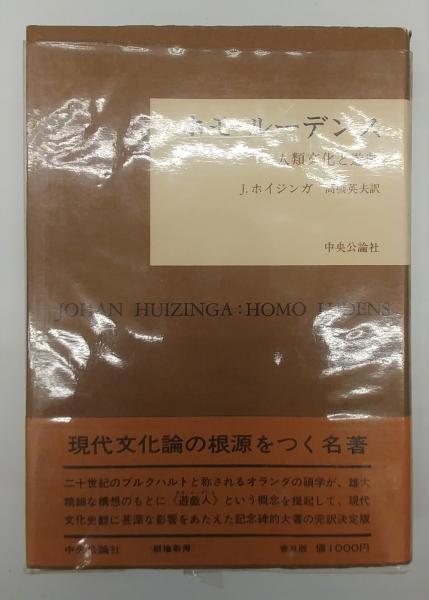 ホモ・ルーデンス
人類文化と遊戯
J.ホイジンガ 高橋英夫訳
中央公論社
JOHAN HUIZINGA:HOMO LUDENS
現代文化論の根源をつく名著
二十世紀のブルクハルトと称されるオランダの碩学が、雄大
精緻な構想のもとに〈遊戯人〉という概念を提起して、現代
文化史観に甚深な影響をあたえた記念碑的大著の完訳決定版
中央公論社 版権取得 普及版 価1000円